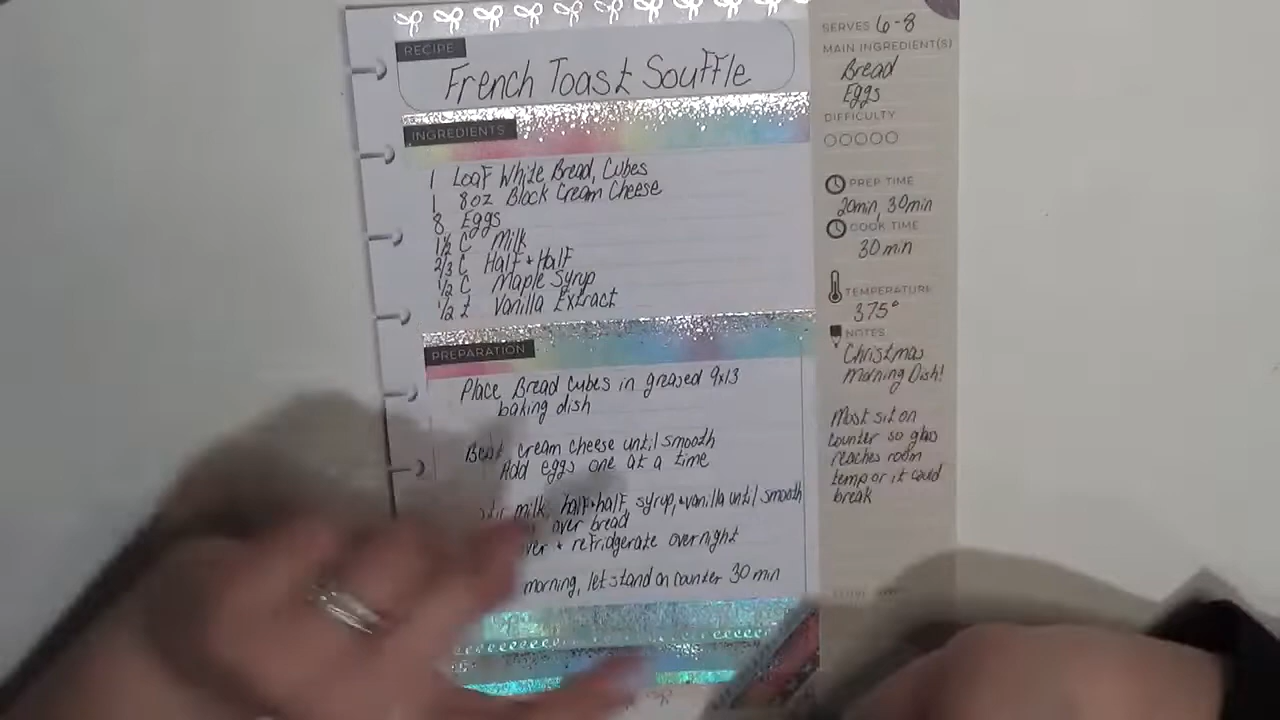 RECIPE
French Toast Souffle
INGREDIENTS
1 Loaf White Bread, Cubes
1 8oz Block Cream Cheese
8 Eggs
1½ C Milk
2/3 C Half + Half
1/2 C Maple Syrup
1/2 t Vanilla Extract
PREPARATION
Place Bread Cubes in greased 9x13
baking dish
Beat cream cheese until smooth
Add eggs one at a time
milk, half+half, syrup, + vanilla until smooth
over bread
+ refridgerate overnight
morning, let stand on counter 30 min
SERVES 6-8
MAIN INGREDIENT(S)
Bread
Eggs
DIFFICULTY
PREP TIME
20min, 30min
COOK TIME
30 min
TEMPERATURE
375°
NOTES
Christmas
Morning Dish!
Must sit on
counter so glass
reaches room
temp or it could
break